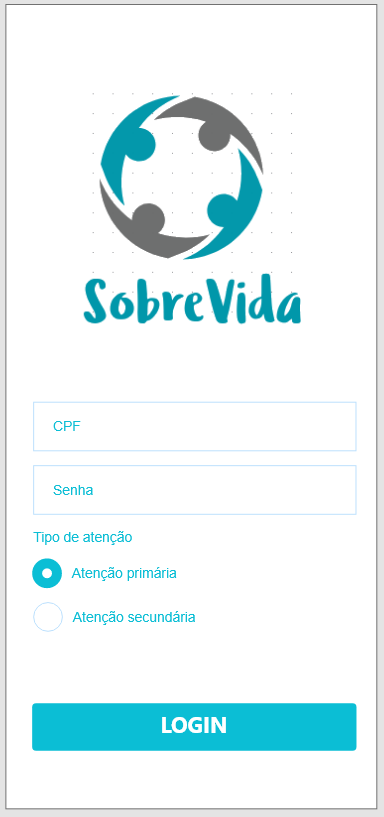 SobreVida
CPF
Senha
Tipo de atenção
Atenção primária
Atenção secundária
LOGIN